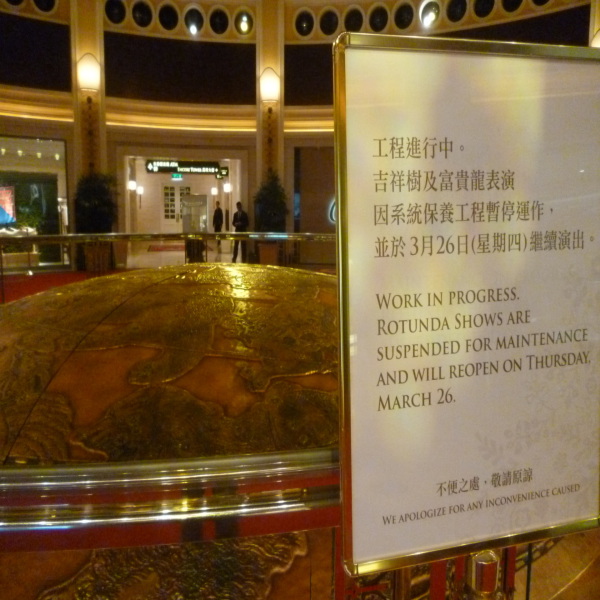 工程進行中。
吉祥樹及富貴龍表演
因系統保養工程暫停運作，
並於 3月26日(星期四)繼續演出。
WORK IN PROGRESS.
ROTUNDA SHOWS ARE
SUSPENDED FOR MAINTENANCE
AND WILL REOPEN ON THURSDAY,
MARCH 26.
不便之處，敬請原諒
WE APOLOGIZE FOR ANY INCONVENIENCE CAUSED